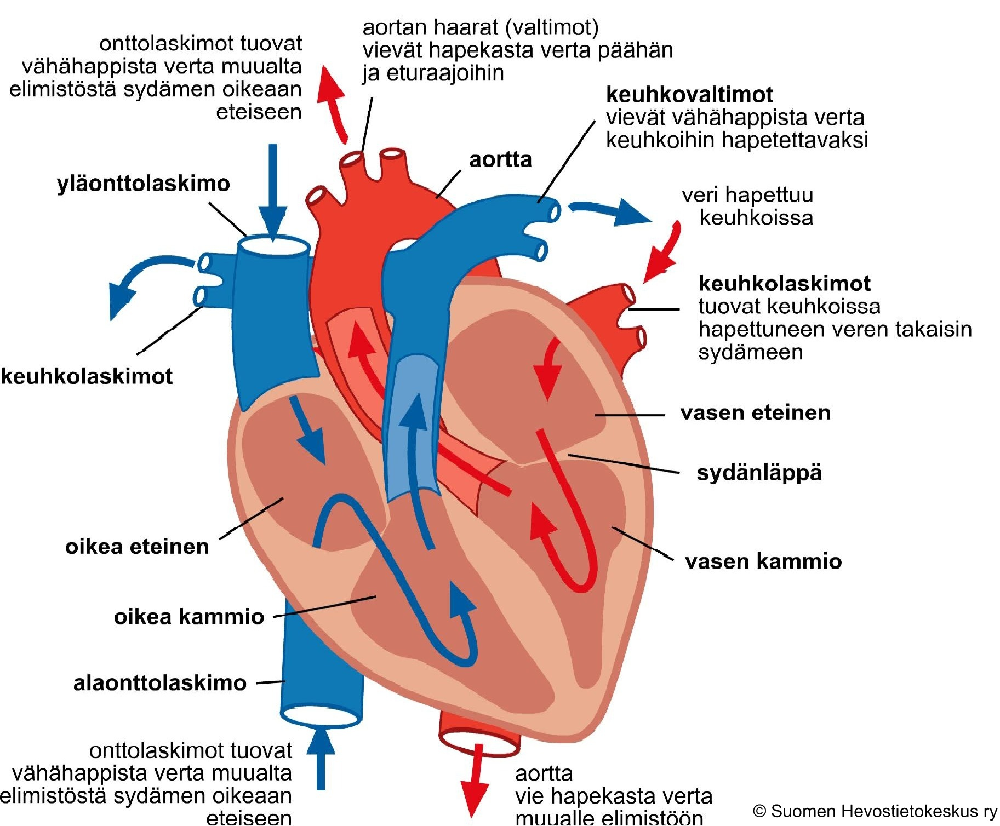 onttolaskimot tuovat
vähähappista verta muualta
elimistöstä sydämen oikeaan
eteiseen
aortan haarat (valtimot)
vievät hapekasta verta päähän
ja eturaajoihin
keuhkovaltimot
vievät vähähappista verta
keuhkoihin hapetettavaksi
aortta
yläonttolaskimo
veri hapettuu
keuhkoissa
keuhkolaskimot
tuovat keuhkoissa
hapettuneen veren takaisin
sydämeen
keuhkolaskimot
vasen eteinen
sydänläppä
oikea eteinen
vasen kammio
oikea kammio
alaonttolaskimo
onttolaskimot tuovat
vähähappista verta muualta
elimistöstä sydämen oikeaan
eteiseen
aortta
vie hapekasta verta
muualle elimistöön
© Suomen Hevostietokeskus ry